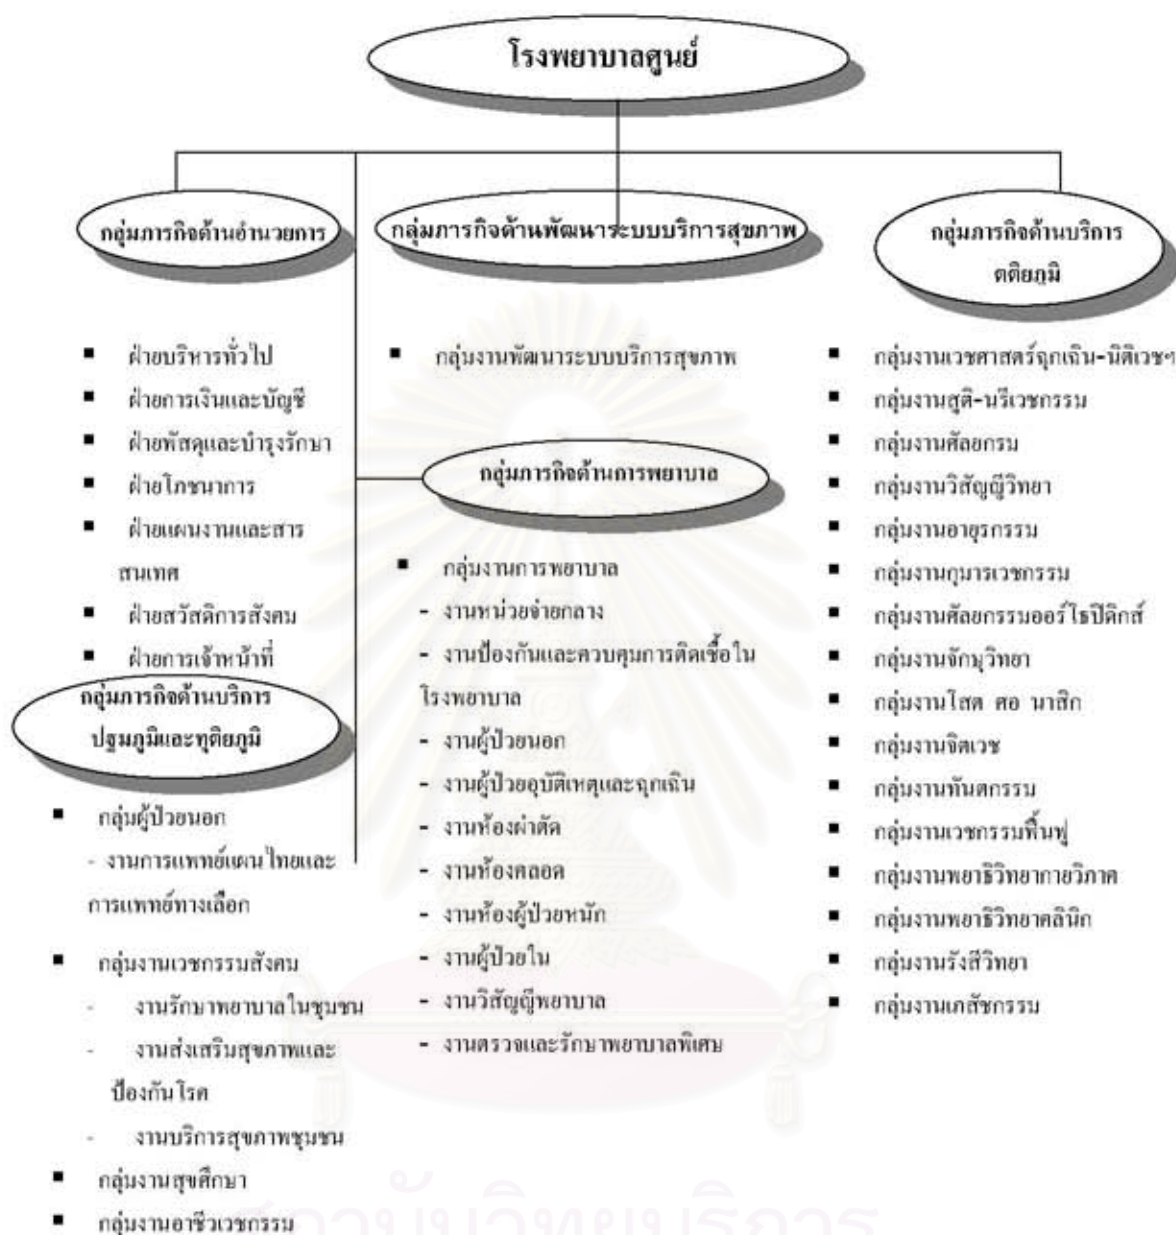 โรงพยาบาลศูนย์
กลุ่มภารกิจด้านอำนวยการ
■ ฝ่ายบริหารทั่วไป
■ ฝ่ายการเงินและบัญชี
■ ฝ่ายพัสดุและบำรุงรักษา
■ ฝ่ายโภชนาการ
■ ฝ่ายแผนงานและสาร
สนเทศ
■ ฝ่ายสวัสดิการสังคม
■ ฝ่ายการเจ้าหน้าที่
กลุ่มภารกิจด้านบริการ
ปฐมภูมิและทุติยภูมิ
■ กลุ่มผู้ป่วยนอก
- งานการแพทย์แผนไทยและ
การแพทย์ทางเลือก
■ กลุ่มงานเวชกรรมสังคม
- งานรักษาพยาบาลในชุมชน
- งานส่งเสริมสุขภาพและ
ป้องกันโรค
- งานบริการสุขภาพชุมชน
■ กลุ่มงานสุขศึกษา
■ กลุ่มงานอาชีวเวชกรรม
กลุ่มภารกิจด้านพัฒนาระบบบริการสุขภาพ
■ กลุ่มงานพัฒนาระบบบริการสุขภาพ
กลุ่มภารกิจด้านการพยาบาล
■ กลุ่มงานการพยาบาล
- งานหน่วยจ่ายกลาง
- งานป้องกันและควบคุมการติดเชื้อใน
โรงพยาบาล
- งานผู้ป่วยนอก
- งานผู้ป่วยอุบัติเหตุและฉุกเฉิน
- งานห้องผ่าตัด
- งานห้องคลอด
- งานห้องผู้ป่วยหนัก
- งานผู้ป่วยใน
- งานวิสัญญีพยาบาล
- งานตรวจและรักษาพยาบาลพิเศษ
กลุ่มภารกิจด้านบริการ
ตติยภูมิ
■ กลุ่มงานเวชศาสตร์ฉุกเฉิน-นิติเวชฯ
■ กลุ่มงานสูติ-นรีเวชกรรม
■ กลุ่มงานศัลยกรม
■ กลุ่มงานวิสัญญีวิทยา
■ กลุ่มงานอายุรกรรม
■ กลุ่มงานกุมารเวชกรรม
■ กลุ่มงานศัลยกรรมออร์โธปิดิกส์
■ กลุ่มงานจักษุวิทยา
■ กลุ่มงานโสต ศอ นาสิก
■ กลุ่มงานจิตเวช
■ กลุ่มงานทันตกรรม
■ กลุ่มงานเวชกรรมฟื้นฟู
■ กลุ่มงานพยาธิวิทยากายวิภาค
■ กลุ่มงานพยาธิวิทยาคลินิก
■ กลุ่มงานรังสีวิทยา
■ กลุ่มงานเภสัชกรรม
สถาบันวิทยบริการ